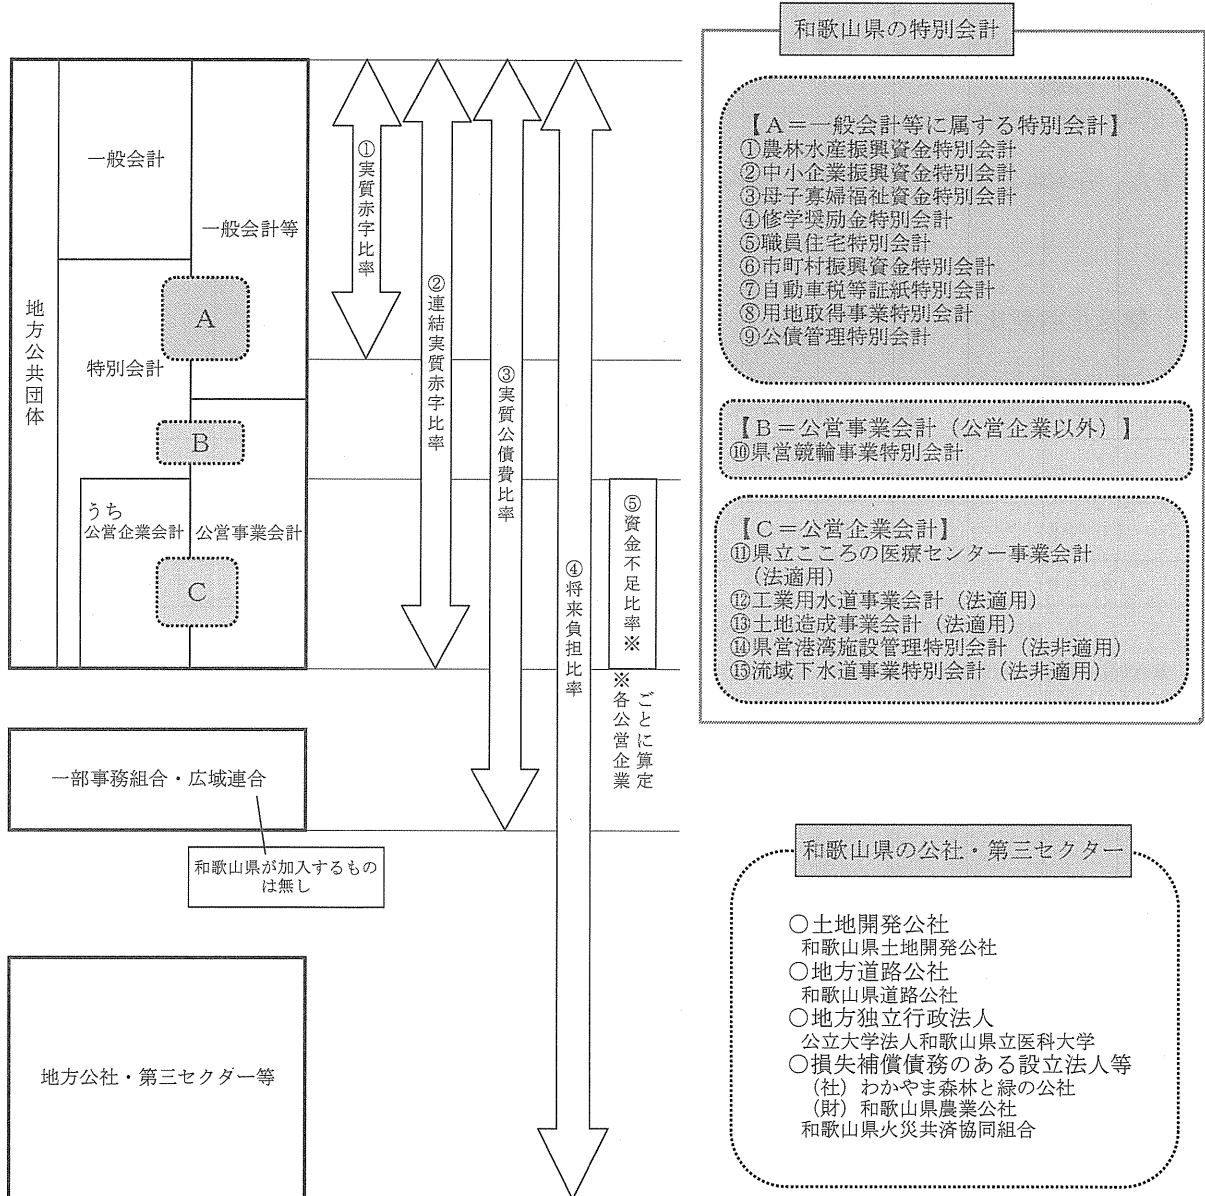 地方公共団体
一般会計
一般会計等
特別会計
A
B
うち
公営企業会計
公営事業会計
C
①実質赤字比率
②連結実質赤字比率
③実質公債費比率
④将来負担比率
⑤資金不足比率※
※各公営企業
ごとに算定
一部事務組合・広域連合
和歌山県が加入するもの
は無し
地方公社・第三セクター等
和歌山県の特別会計
【A＝一般会計等に属する特別会計】
①農林水産振興資金特別会計
②中小企業振興資金特別会計
③母子寡婦福祉資金特別会計
④修学奨励金特別会計
⑤職員住宅特別会計
⑥市町村振興資金特別会計
⑦自動車税等証紙特別会計
⑧用地取得事業特別会計
⑨公債管理特別会計
【B＝公営事業会計（公営企業以外）】
⑩県営競輪事業特別会計
【C＝公営企業会計】
⑪県立こころの医療センター事業会計
（法適用）
⑫工業用水道事業会計（法適用）
⑬土地造成事業会計（法適用）
⑭県営港湾施設管理特別会計（法非適用）
⑮流域下水道事業特別会計（法非適用）
和歌山県の公社・第三セクター
○土地開発公社
和歌山県土地開発公社
○地方道路公社
和歌山県道路公社
○地方独立行政法人
公立大学法人和歌山県立医科大学
○損失補償債務のある設立法人等
（社）わかやま森林と緑の公社
（財）和歌山県農業公社
和歌山県火災共済協同組合